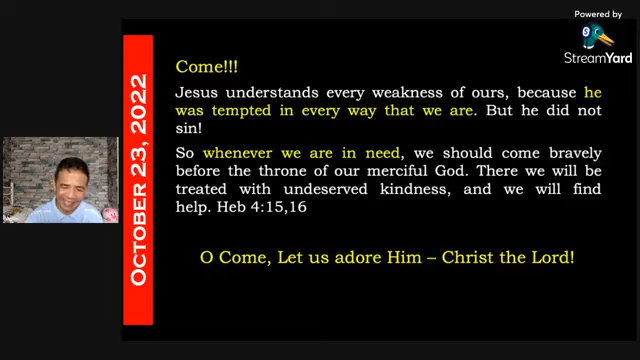 Powered by
StreamYard
OCTOBER 23, 2022
Come!!!
Jesus understands every weakness of ours, because he
was tempted in every way that we are. But he did not
sin!
So whenever we are in need, we should come bravely
before the throne of our merciful God. There we will be
treated with undeserved kindness, and we will find
help. Heb 4:15,16
O Come, Let us adore Him – Christ the Lord!